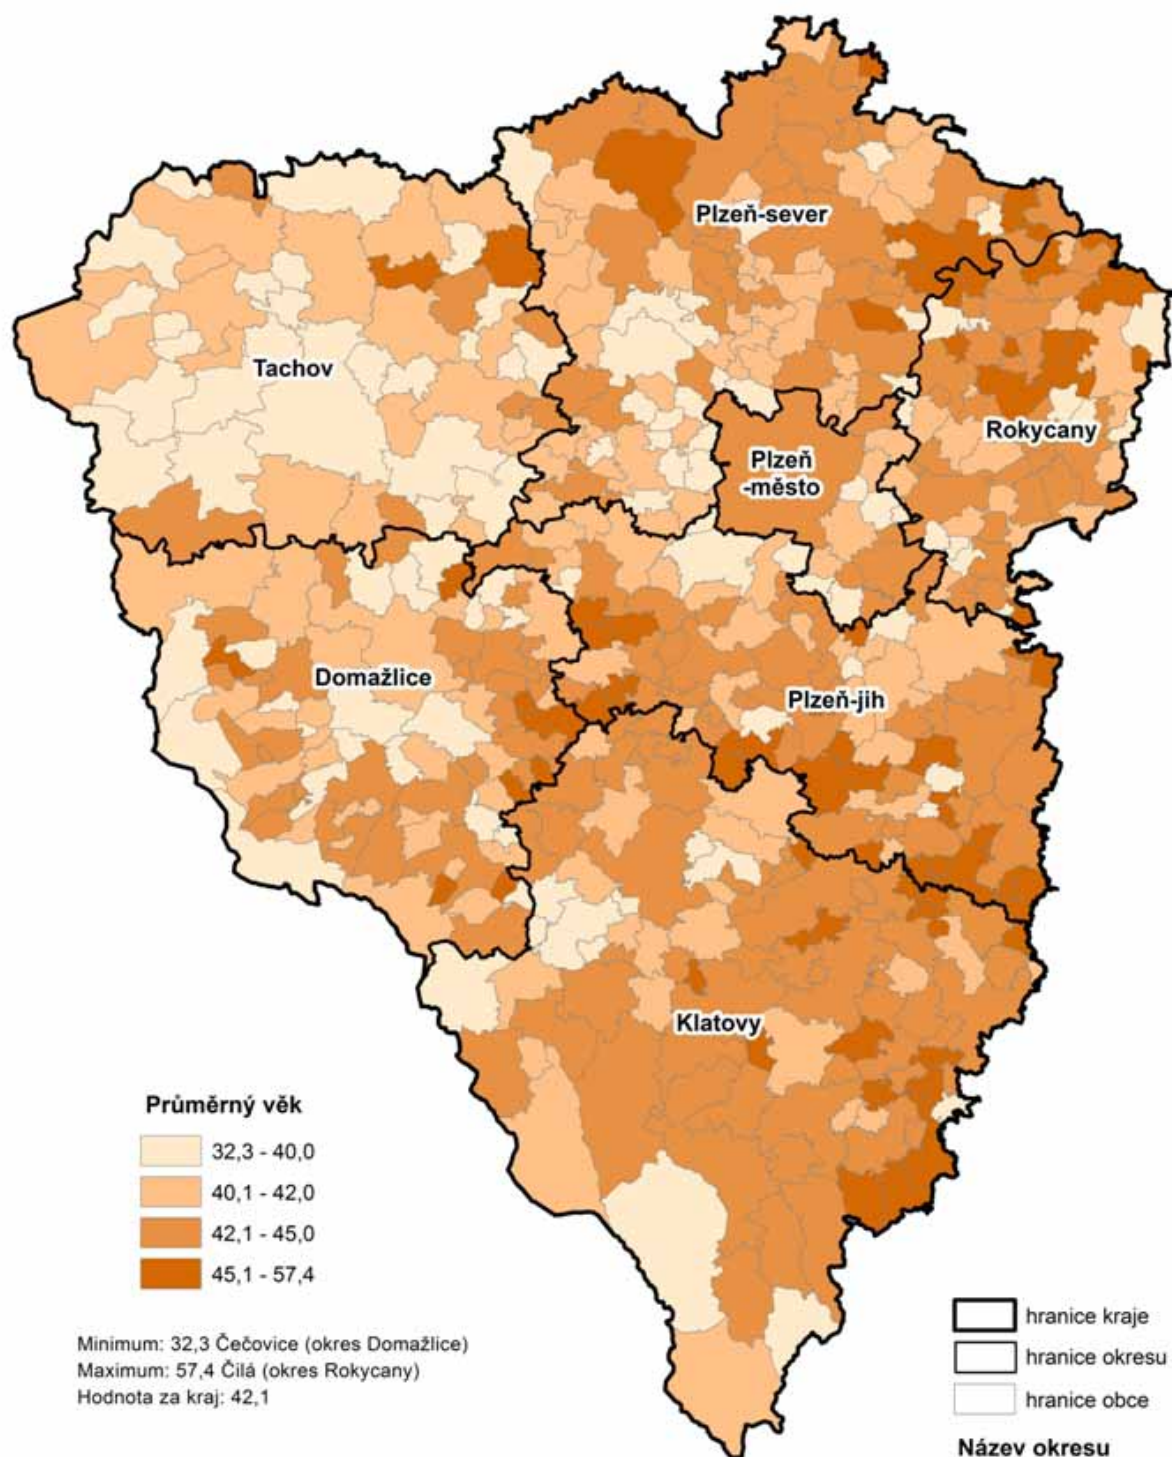 Plzeň-sever
Tachov
Rokycany
Plzeň
-město
Domažlice
Plzeň-jih
Klatovy
Průměrný věk
32,3 - 40,0
40,1 - 42,0
42,1 - 45,0
45,1 - 57,4
Minimum: 32,3 Čečovice (okres Domažlice)
Maximum: 57,4 Čilá (okres Rokycany)
Hodnota za kraj: 42,1
hranice kraje
hranice okresu
hranice obce
Název okresu